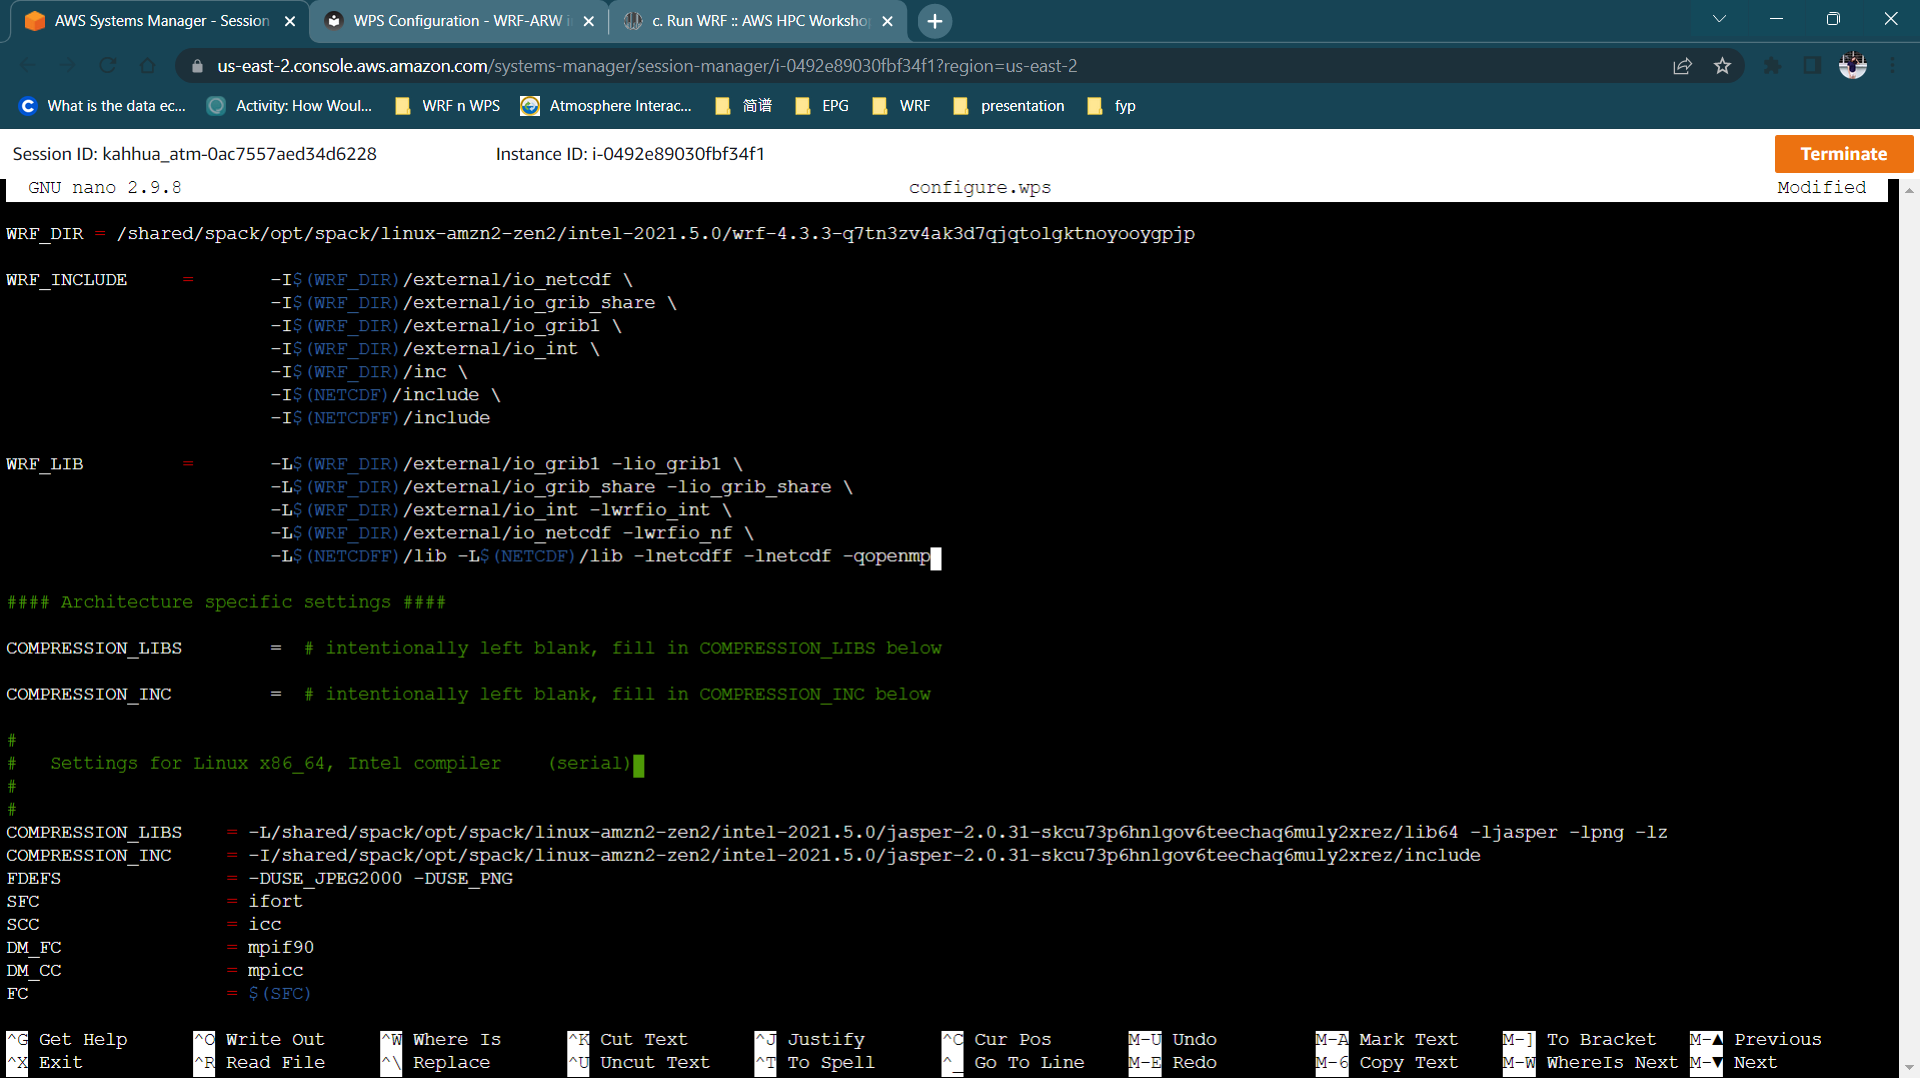 AWS Systems Manager - Session
WPS Configuration - WRF-ARW i
c. Run WRF :: AWS HPC Worksho
us-east-2.console.aws.amazon.com/systems-manager/session-manager/i-0492e89030fbf34f1?region=us-east-2
What is the data ec... Activity: How Woul... WRF n WPS Atmosphere Interac... 简谱 EPG WRF presentation fyp
Session ID: kahhua_atm-0ac7557aed34d6228 Instance ID: i-0492e89030fbf34f1 Terminate
GNU nano 2.9.8 configure.wps Modified
WRF_DIR = /shared/spack/opt/spack/linux-amzn2-zen2/intel-2021.5.0/wrf-4.3.3-q7tn3zv4ak3d7qjqtolgktnoyooygpjp
WRF_INCLUDE = -I$(WRF_DIR)/external/io_netcdf \
-I$(WRF_DIR)/external/io_grib_share \
-I$(WRF_DIR)/external/io_grib1 \
-I$(WRF_DIR)/external/io_int \
-I$(WRF_DIR)/inc \
-I$(NETCDF)/include \
-I$(NETCDFF)/include
WRF_LIB = -L$(WRF_DIR)/external/io_grib1 -lio_grib1 \
-L$(WRF_DIR)/external/io_grib_share -lio_grib_share \
-L$(WRF_DIR)/external/io_int -lwrfio_int \
-L$(WRF_DIR)/external/io_netcdf -lwrfio_nf \
-L$(NETCDFF)/lib -L$(NETCDF)/lib -lnetcdff -lnetcdf -qopenmp
#### Architecture specific settings ####
COMPRESSION_LIBS = # intentionally left blank, fill in COMPRESSION_LIBS below
COMPRESSION_INC = # intentionally left blank, fill in COMPRESSION_INC below
#
# Settings for Linux x86_64, Intel compiler (serial)
#
#
COMPRESSION_LIBS = -L/shared/spack/opt/spack/linux-amzn2-zen2/intel-2021.5.0/jasper-2.0.31-skcu73p6hnlgov6teechaq6muly2xrez/lib64 -ljasper -lpng -lz
COMPRESSION_INC = -I/shared/spack/opt/spack/linux-amzn2-zen2/intel-2021.5.0/jasper-2.0.31-skcu73p6hnlgov6teechaq6muly2xrez/include
FDEFS = -DUSE_JPEG2000 -DUSE_PNG
SFC = ifort
SCC = icc
DM_FC = mpif90
DM_CC = mpicc
FC = $(SFC)
^G Get Help ^O Write Out ^W Where Is ^K Cut Text ^J Justify ^C Cur Pos M-U Undo M-A Mark Text M-] To Bracket M-▲ Previous
^X Exit ^R Read File ^\ Replace ^U Uncut Text ^T To Spell ^_ Go To Line M-E Redo M-6 Copy Text M-W WhereIs Next M-▼ Next